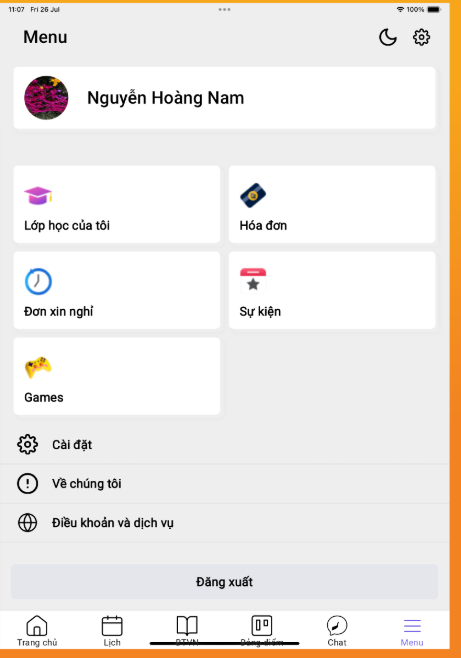 11:07 Fri 26 Jul
100%
Menu
Nguyễn Hoàng Nam
Lớp học của tôi
Hóa đơn
Đơn xin nghỉ
Sự kiện
Games
Cài đặt
Về chúng tôi
Điều khoản và dịch vụ
Đăng xuất
Trang chủ
Lịch
BTVN
Bảng điểm
Chat
Menu